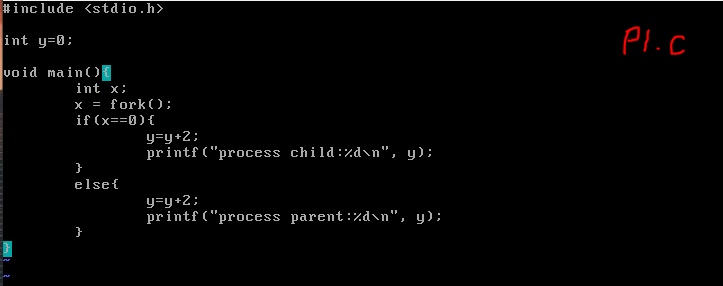 #include <stdio.h>
int y=0;
P1.c
void main(){
int x;
x = fork();
if(x==0){
y=y+2;
printf("process child:%d\n", y);
}
else{
y=y+2;
printf("process parent:%d\n", y);
}
}
~
~